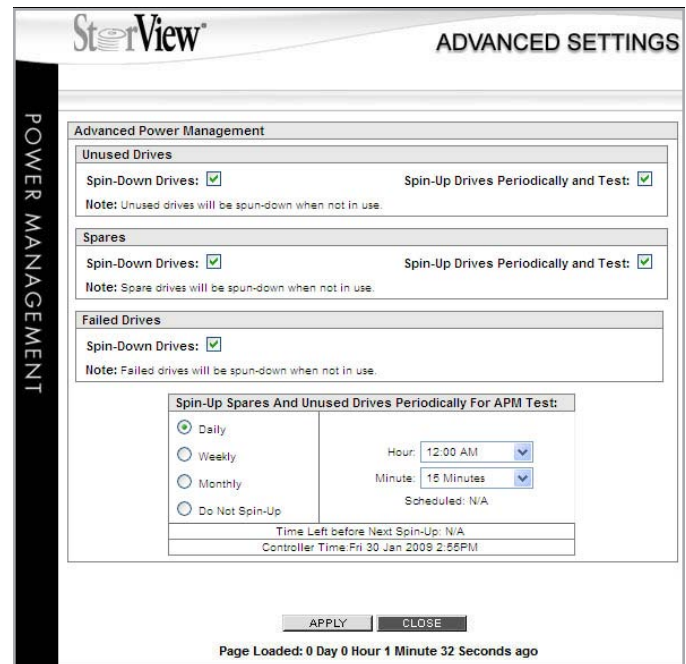 StorView®
ADVANCED SETTINGS
POWER MANAGEMENT
Advanced Power Management
Unused Drives
Spin-Down Drives: Spin-Up Drives Periodically and Test:
Note: Unused drives will be spun-down when not in use.
Spares
Spin-Down Drives: Spin-Up Drives Periodically and Test:
Note: Spare drives will be spun-down when not in use.
Failed Drives
Spin-Down Drives:
Note: Failed drives will be spun-down when not in use.
Spin-Up Spares And Unused Drives Periodically For APM Test:
Daily
Weekly
Monthly
Do Not Spin-Up
Hour: 12:00 AM
Minute: 15 Minutes
Scheduled: N/A
Time Left before Next Spin-Up: N/A
Controller Time:Fri 30 Jan 2009 2:55PM
APPLY CLOSE
Page Loaded: 0 Day 0 Hour 1 Minute 32 Seconds ago